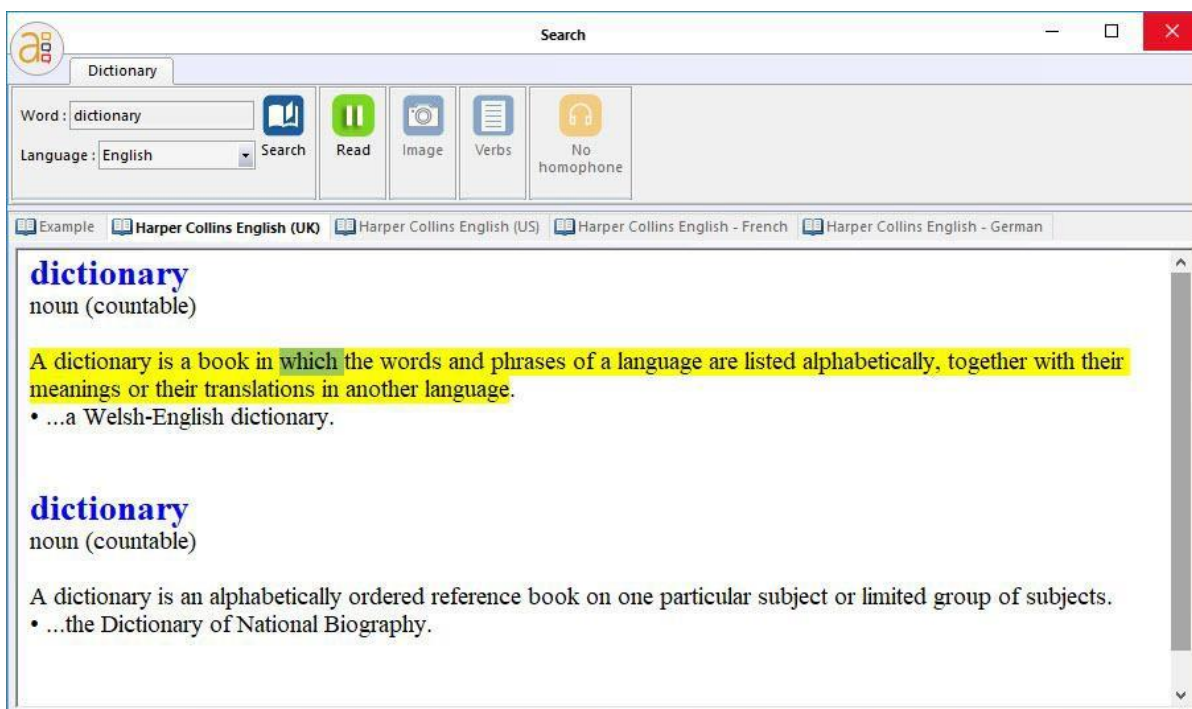 Search
Dictionary
Word : dictionary
Language : English
Search
Read
Image
Verbs
No
homophone
Example Harper Collins English (UK) Harper Collins English (US) Harper Collins English - French Harper Collins English - German
dictionary
noun (countable)
A dictionary is a book in which the words and phrases of a language are listed alphabetically, together with their
meanings or their translations in another language.
• ...a Welsh-English dictionary.
dictionary
noun (countable)
A dictionary is an alphabetically ordered reference book on one particular subject or limited group of subjects.
• ...the Dictionary of National Biography.